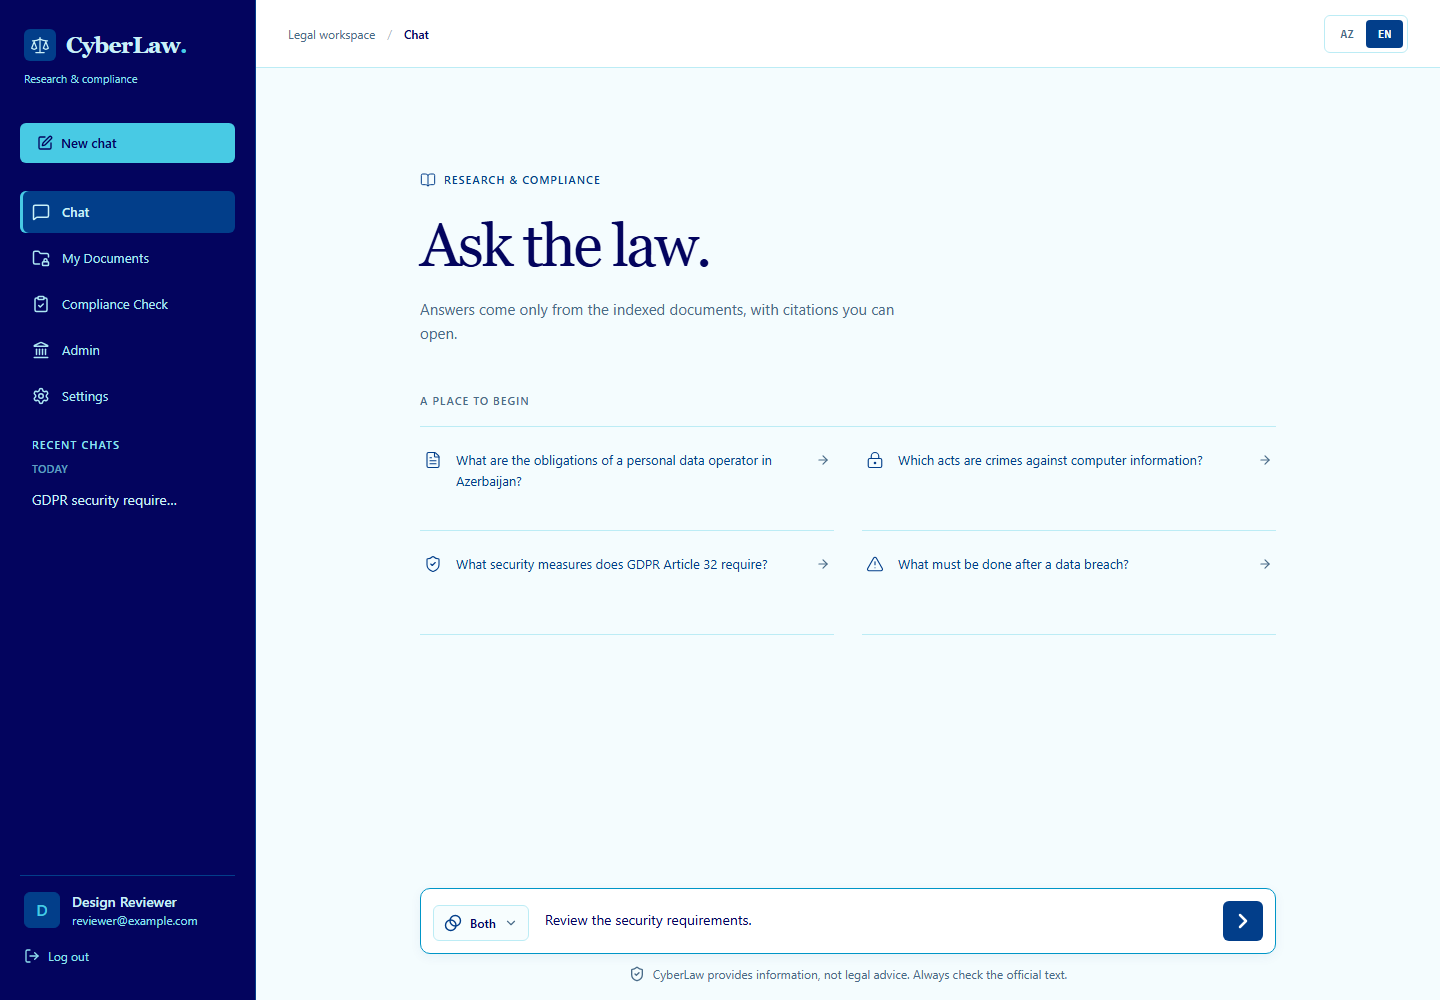 CyberLaw.
Research & compliance
New chat
Chat
My Documents
Compliance Check
Admin
Settings
RECENT CHATS
TODAY
GDPR security require...
D
Design Reviewer
reviewer@example.com
Log out
Legal workspace / Chat
AZ EN
RESEARCH & COMPLIANCE
Ask the law.
Answers come only from the indexed documents, with citations you can
open.
A PLACE TO BEGIN
What are the obligations of a personal data operator in
Azerbaijan?
Which acts are crimes against computer information?
What security measures does GDPR Article 32 require?
What must be done after a data breach?
Both
Review the security requirements.
CyberLaw provides information, not legal advice. Always check the official text.